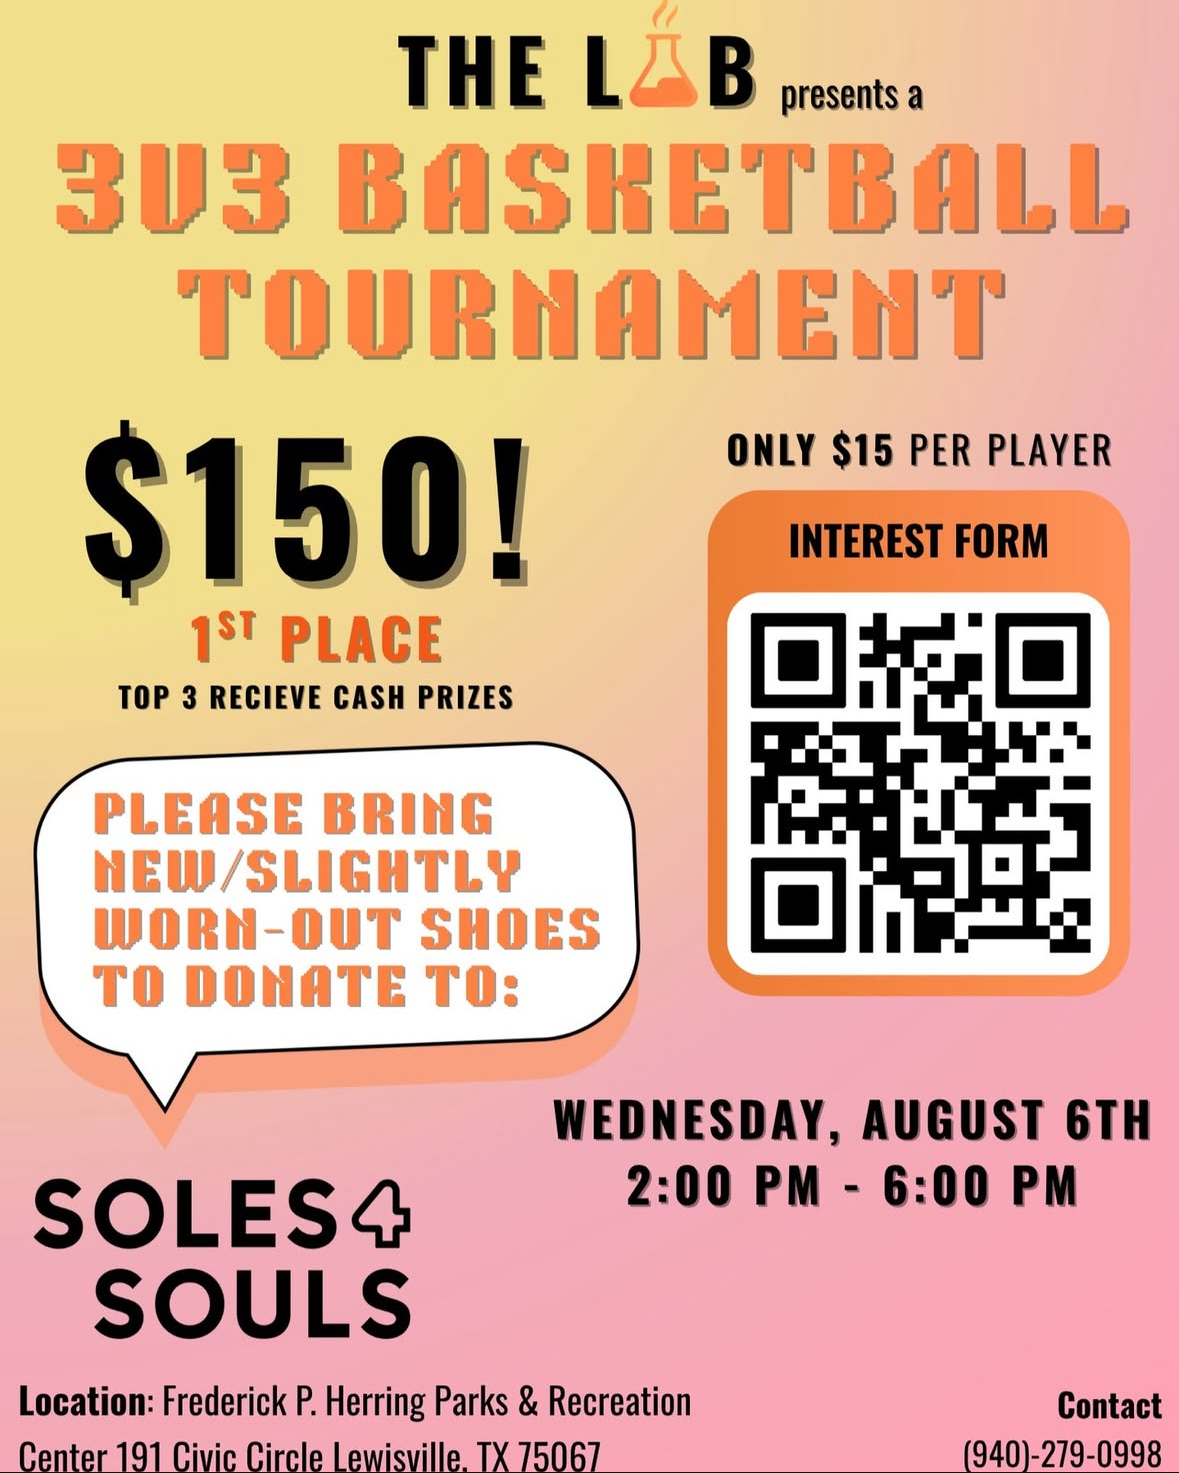 THE LAB presents a
3V3 BASKETBALL
TOURNAMENT
$150!
1ST PLACE
TOP 3 RECIEVE CASH PRIZES
ONLY $15 PER PLAYER
INTEREST FORM
PLEASE BRING
NEW/SLIGHTLY
WORN-OUT SHOES
TO DONATE TO:
SOLES4
SOULS
WEDNESDAY, AUGUST 6TH
2:00 PM - 6:00 PM
Location: Frederick P. Herring Parks & Recreation
Center 191 Civic Circle Lewisville, TX 75067
Contact
(940)-279-0998